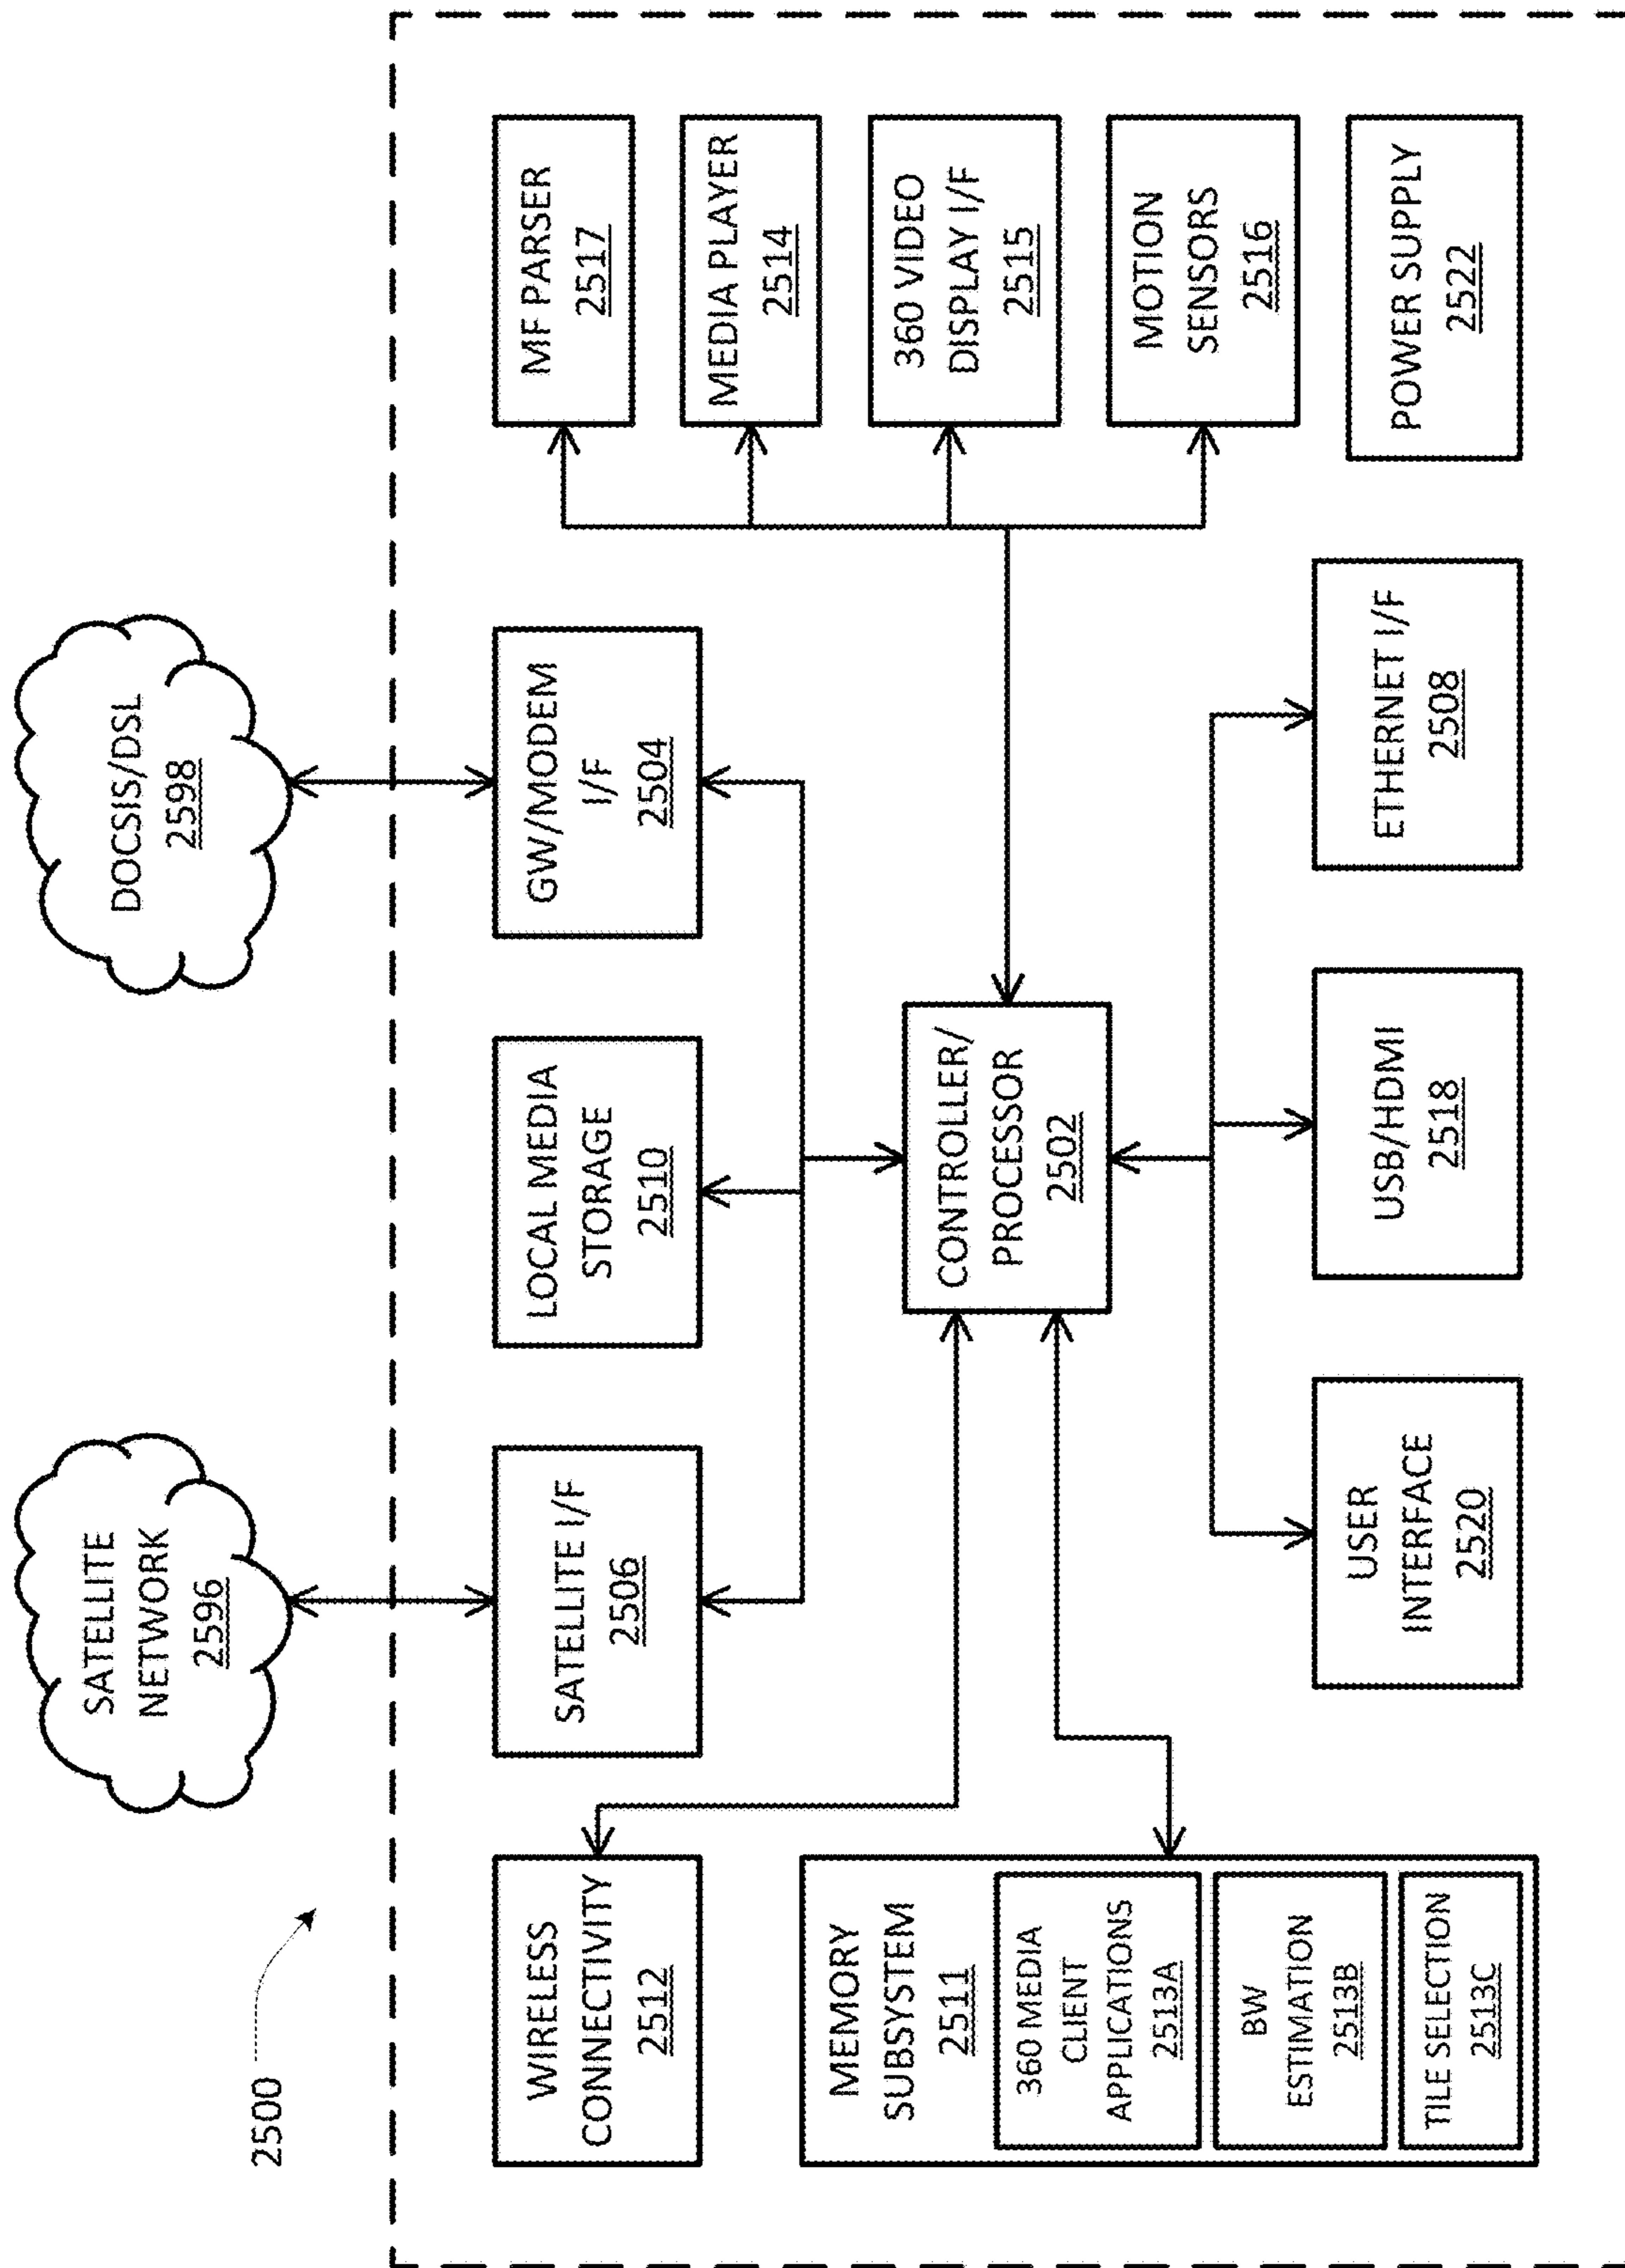 2500
SATELLITE
NETWORK
2596
DOCSIS/DSL
2598
WIRELESS
CONNECTIVITY
2512
SATELLITE I/F
2506
LOCAL MEDIA
STORAGE
2510
GW/MODEM
I/F
2504
MF PARSER
2517
MEDIA PLAYER
2514
360 VIDEO
DISPLAY I/F
2515
MOTION
SENSORS
2516
POWER SUPPLY
2522
MEMORY
SUBSYSTEM
2511
360 MEDIA
CLIENT
APPLICATIONS
2513A
BW
ESTIMATION
2513B
TILE SELECTION
2513C
CONTROLLER/
PROCESSOR
2502
USER
INTERFACE
2520
USB/HDMI
2518
ETHERNET I/F
2508